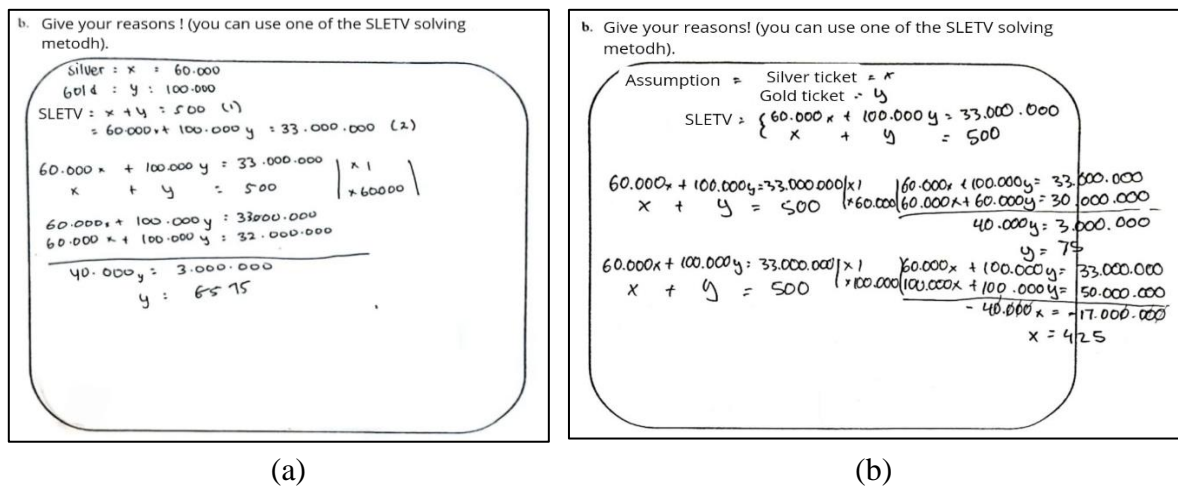 b. Give your reasons ! (you can use one of the SLETV solving
metodh).
Silver : x : 60.000
Gold : y : 100.000
SLETV : x + y = 500 (1)
= 60.000x + 100.000 y = 33.000.000 (2)
60.000 x + 100.000 y = 33.000.000 | x 1
x + y = 500 | x 60000 |
60.000x + 100.000 y : 33000.000
60.000 x + 100.000 y : 32.000.000
40.000y = 3.000.000
y : 75
(a)
b. Give your reasons! (you can use one of the SLETV solving
metodh).
Assumption = Silver ticket = x
Gold ticket = y
SLETV = { 60.000 x + 100.000 y = 33.000.000
x + y = 500
60.000x + 100.000y = 33.000.000 | x1 | 60.000x + 100.000y = 33.000.000
x + y = 500 | x60.000 | 60.000x + 60.000y = 30.000.000
40.000y = 3.000.000
y = 75
60.000x + 100.000y = 33.000.000 | x1 | 60.000x + 100.000y = 33.000.000
x + y = 500 | x100.000 | 100.000x + 100.000y = 50.000.000
- 40.000x = -17.000.000
x = 425
(b)